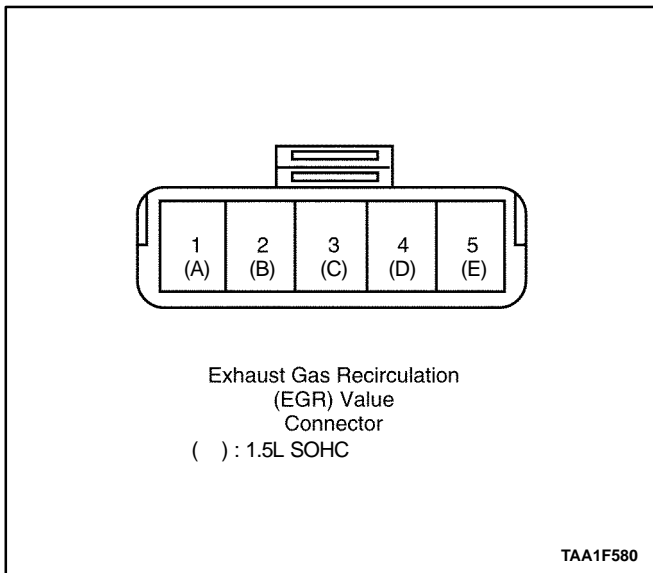 1 2 3 4 5
(A) (B) (C) (D) (E)
Exhaust Gas Recirculation
(EGR) Value
Connector
( ) : 1.5L SOHC
TAA1F580